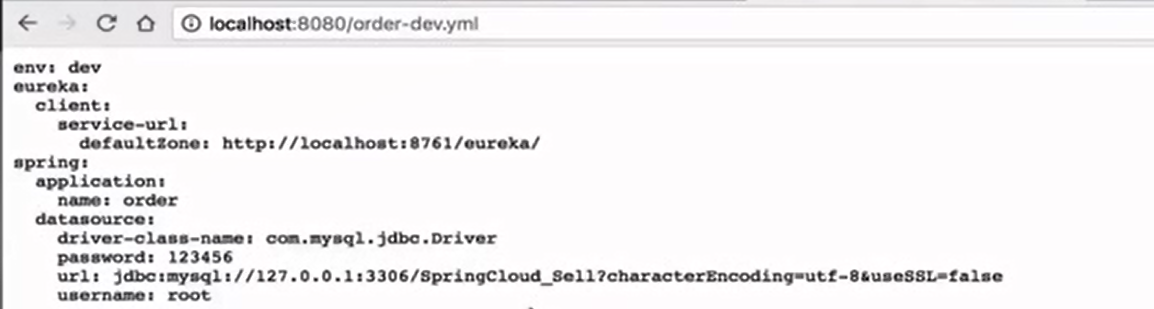 localhost:8080/order-dev.yml
env: dev
eureka:
  client:
    service-url:
      defaultZone: http://localhost:8761/eureka/
spring:
  application:
    name: order
  datasource:
    driver-class-name: com.mysql.jdbc.Driver
    password: 123456
    url: jdbc:mysql://127.0.0.1:3306/SpringCloud_Sell?characterEncoding=utf-8&useSSL=false
    username: root